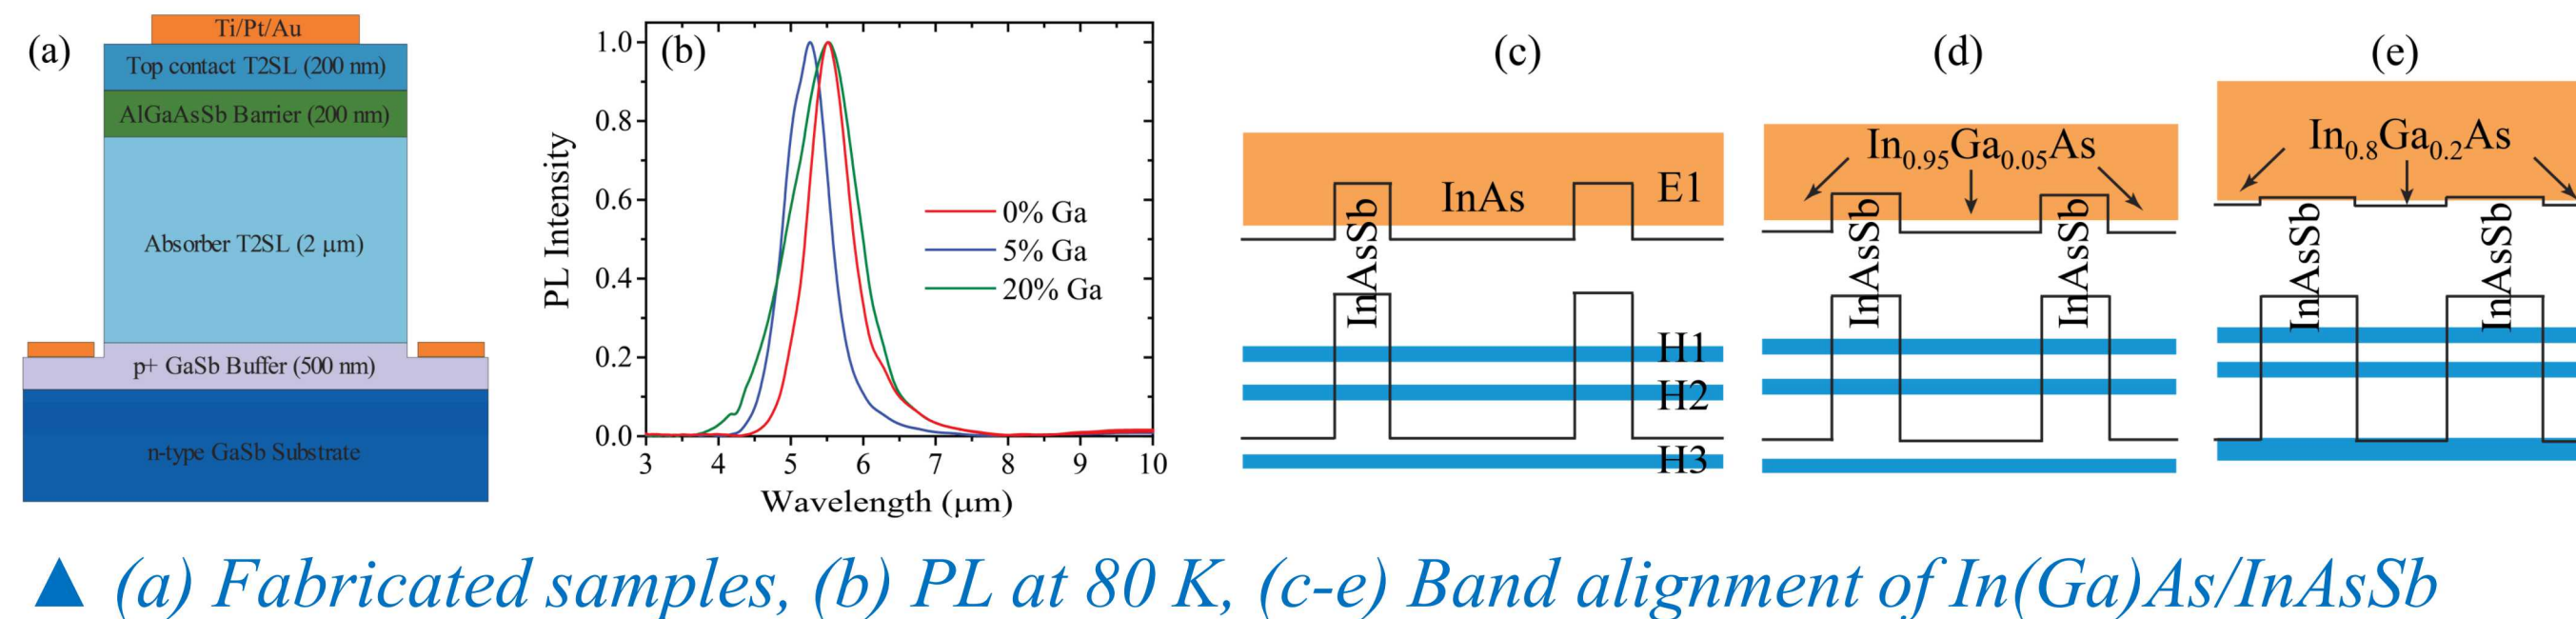 (a)
Ti/Pt/Au
Top contact T2SL (200 nm)
AlGaAsSb Barrier (200 nm)
Absorber T2SL (2 μm)
p+ GaSb Buffer (500 nm)
n-type GaSb Substrate
(b)
PL Intensity
1.0
0.8
0.6
0.4
0.2
0.0
0% Ga
5% Ga
20% Ga
3 4 5 6 7 8 9 10
Wavelength (μm)
(c)
InAsSb
InAs
E1
H1
H2
H3
(d)
In0.95Ga0.05As
InAsSb
InAsSb
(e)
In0.8Ga0.2As
InAsSb
InAsSb
▲ (a) Fabricated samples, (b) PL at 80 K, (c-e) Band alignment of In(Ga)As/InAsSb